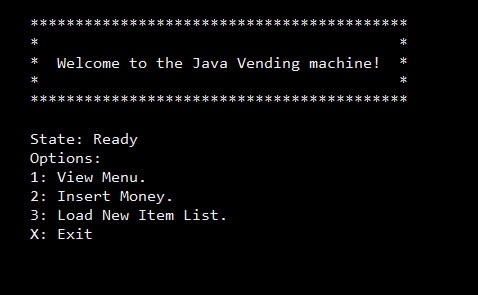 ******************************************
*                                        *
*  Welcome to the Java Vending machine!  *
*                                        *
******************************************
State: Ready
Options:
1: View Menu.
2: Insert Money.
3: Load New Item List.
X: Exit